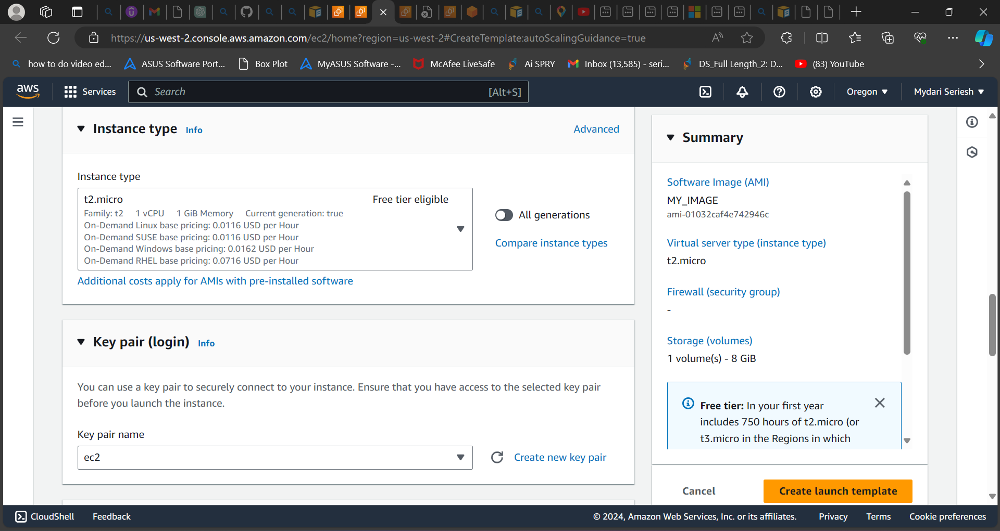 https://us-west-2.console.aws.amazon.com/ec2/home?region=us-west-2#CreateTemplate:autoScalingGuidance=true
how to do video ed... ASUS Software Port... Box Plot MyASUS Software -... McAfee LiveSafe Ai SPRY Inbox (13,585) - seri... DS_Full Length_2: D... (83) YouTube
aws Services Search [Alt+S] Oregon Mydari Seriesh
Instance type Info Advanced
Instance type
t2.micro Free tier eligible
Family: t2 1 vCPU 1 GiB Memory Current generation: true
On-Demand Linux base pricing: 0.0116 USD per Hour
On-Demand SUSE base pricing: 0.0116 USD per Hour
On-Demand Windows base pricing: 0.0162 USD per Hour
On-Demand RHEL base pricing: 0.0716 USD per Hour
All generations
Compare instance types
Additional costs apply for AMIs with pre-installed software
Key pair (login) Info
You can use a key pair to securely connect to your instance. Ensure that you have access to the selected key pair
before you launch the instance.
Key pair name
ec2
Create new key pair
Summary
Software Image (AMI)
MY_IMAGE
ami-01032caf4e742946c
Virtual server type (instance type)
t2.micro
Firewall (security group)
-
Storage (volumes)
1 volume(s) - 8 GiB
Free tier: In your first year
includes 750 hours of t2.micro (or
t3.micro in the Regions in which
Cancel Create launch template
CloudShell Feedback © 2024, Amazon Web Services, Inc. or its affiliates. Privacy Terms Cookie preferences